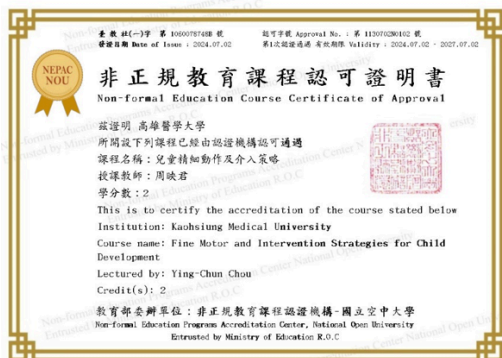 臺教社(一)字 第 1080078748B 號
認可字號 Approval No. : 第 1130702N0102 號
發證日期 Date of Issue : 2024.07.02
第1次認證通過 有效期限 Validity : 2024.07.02 - 2027.07.02
NEPAC
NOU
非正規教育課程認可證明書
Non-formal Education Course Certificate of Approval
茲證明 高雄醫學大學
所開設下列課程已經由認證機構認可通過
課程名稱：兒童精細動作及介入策略
授課教師：周映君
學分數：2
This is to certify the accreditation of the course stated below
Institution: Kaohsiung Medical University
Course name: Fine Motor and Intervention Strategies for Child
Development
Lectured by: Ying-Chun Chou
Credit(s): 2
教育部委辦單位：非正規教育課程認證機構-國立空中大學
Non-formal Education Programs Accreditation Center, National Open University
Entrusted by Ministry of Education R.O.C